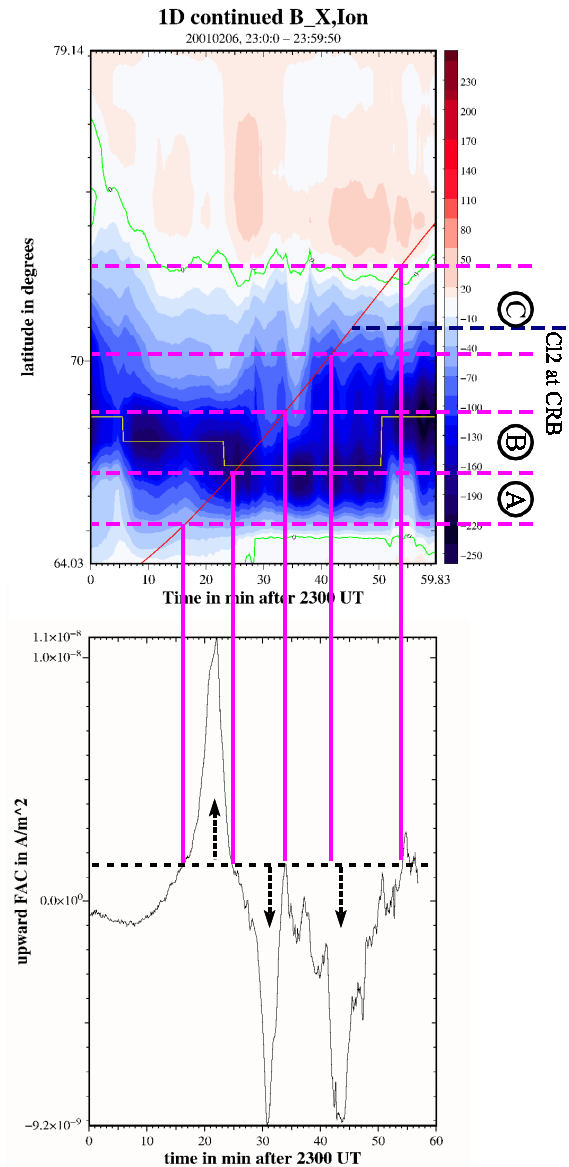 1D continued B_X,Ion
20010206, 23:0:0 – 23:59:50
79.14
70
64.03
latitude in degrees
0 10 20 30 40 50 59.83
Time in min after 2300 UT
230
200
170
140
110
80
50
20
−10
−40
−70
−100
−130
−160
−190
−220
−250
C
B
A
Cl2 at CRB
1.1×10⁻⁸
1.0×10⁻⁸
0.0×10⁰
−9.2×10⁻⁹
upward FAC in A/m^2
0 10 20 30 40 50 60
time in min after 2300 UT